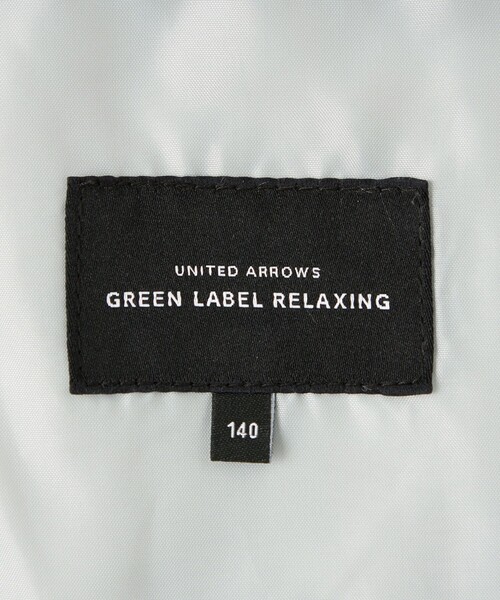 UNITED ARROWS
GREEN LABEL RELAXING
140